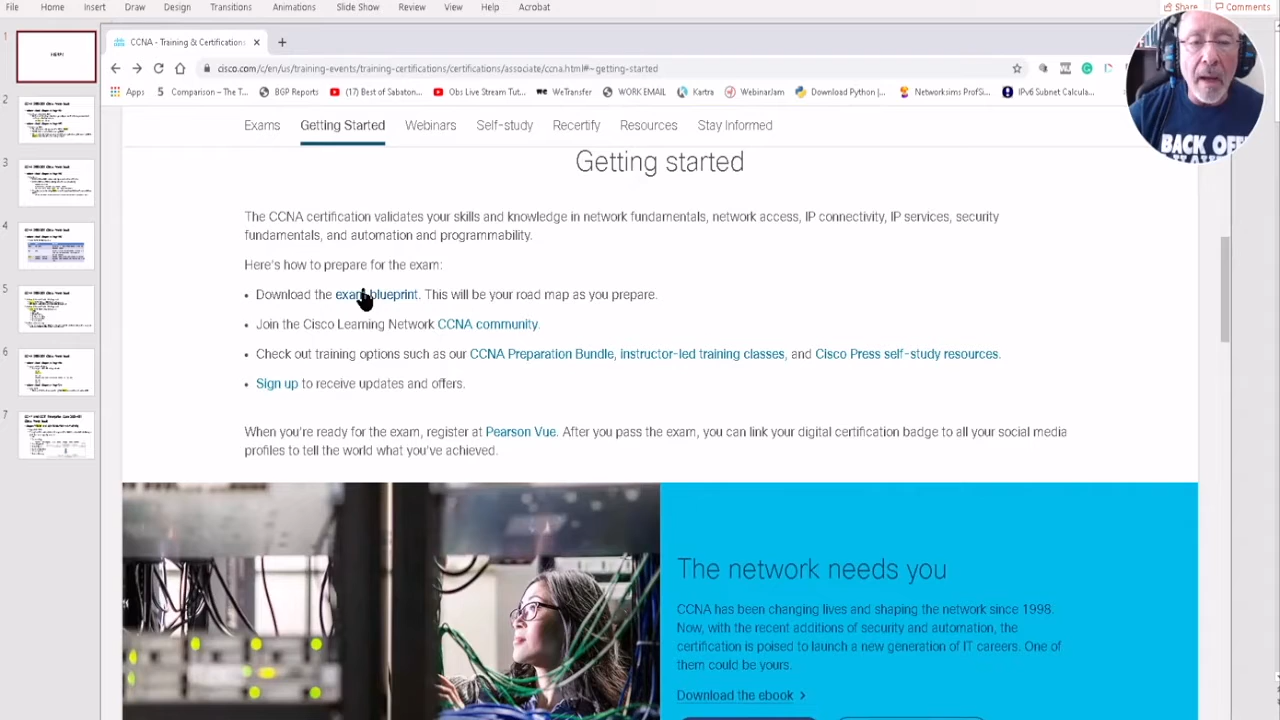 File Home Insert Draw Design Transitions Animations Slide Show Review View Help Acrobat Share Comments
1
3
4
5
6
7
CCNA - Training & Certifications
cisco.com/c/en/us/training-events/training-certifications/certifications/associate/ccna.html#~getting-started
Apps Comparison – The T... BGP Reports (17) Best of Sabaton... Obs Live Stream Tut... WeTransfer WORK EMAIL Kartra WebinarJam Download Python |... Networksims ProfS... IPv6 Subnet Calcula...
Exams Getting Started Webinars Study Recertify Resources Stay
BACK OFF
Getting started
The CCNA certification validates your skills and knowledge in network fundamentals, network access, IP connectivity, IP services, security
fundamentals, and automation and programmability.
Here's how to prepare for the exam:
• Download the exam blueprint. This will be your road map as you prepare.
• Join the Cisco Learning Network CCNA community.
• Check out training options such as our CCNA Preparation Bundle, instructor-led training classes, and Cisco Press self-study resources.
• Sign up to receive updates and offers.
When you're ready for the exam, register at Pearson Vue. After you pass the exam, you can add your digital certification badge to all your social media
profiles to tell the world what you've achieved.
The network needs you
CCNA has been changing lives and shaping the network since 1998.
Now, with the recent additions of security and automation, the
certification is poised to launch a new generation of IT careers. One of
them could be yours.
Download the ebook >